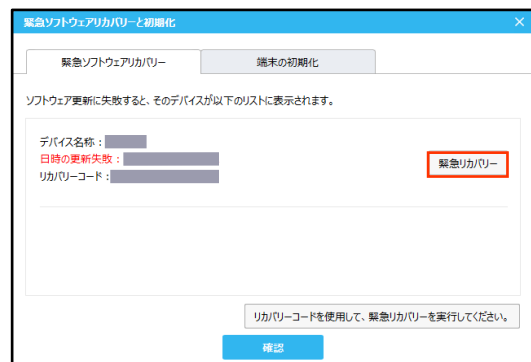 緊急ソフトウェアリカバリーと初期化
緊急ソフトウェアリカバリー
端末の初期化
ソフトウェア更新に失敗すると、そのデバイスが以下のリストに表示されます。
デバイス名称：
日時の更新失敗：
緊急リカバリー
リカバリーコード：
リカバリーコードを使用して、緊急リカバリーを実行してください。
確認